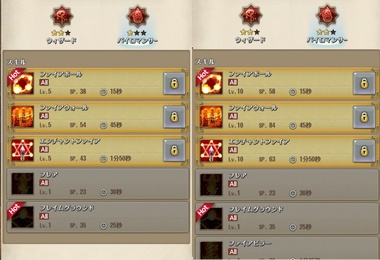 ウィザード
パイロマンサー
スキル
Hot
ファイアボール
All
Lv.5 SP. 38 15秒
ファイアウォール
All
Lv.5 SP. 54 45秒
エンチャントファイア
All
Lv.5 SP. 43 1分50秒
フレア
All
Lv.1 SP. 23 30秒
Hot
フレイムグラウンド
All
Lv.1 SP. 35 25秒
ウィザード
パイロマンサー
スキル
Hot
ファイアボール
All
Lv.10 SP. 58 15秒
ファイアウォール
All
Lv.10 SP. 84 45秒
エンチャントファイア
All
Lv.10 SP. 63 1分50秒
フレア
All
Lv.1 SP. 23 30秒
Hot
フレイムグラウンド
All
Lv.1 SP. 35 25秒
ファイアピラー
All